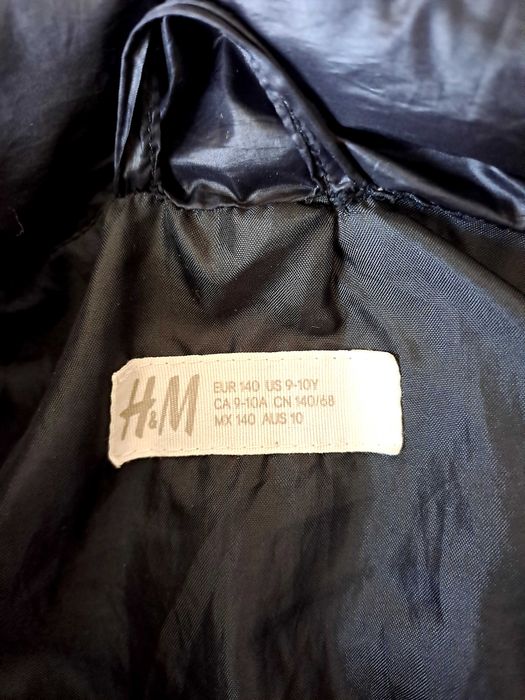 H&M
EUR 140 US 9-10Y
CA 9-10A CN 140/68
MX 140 AUS 10